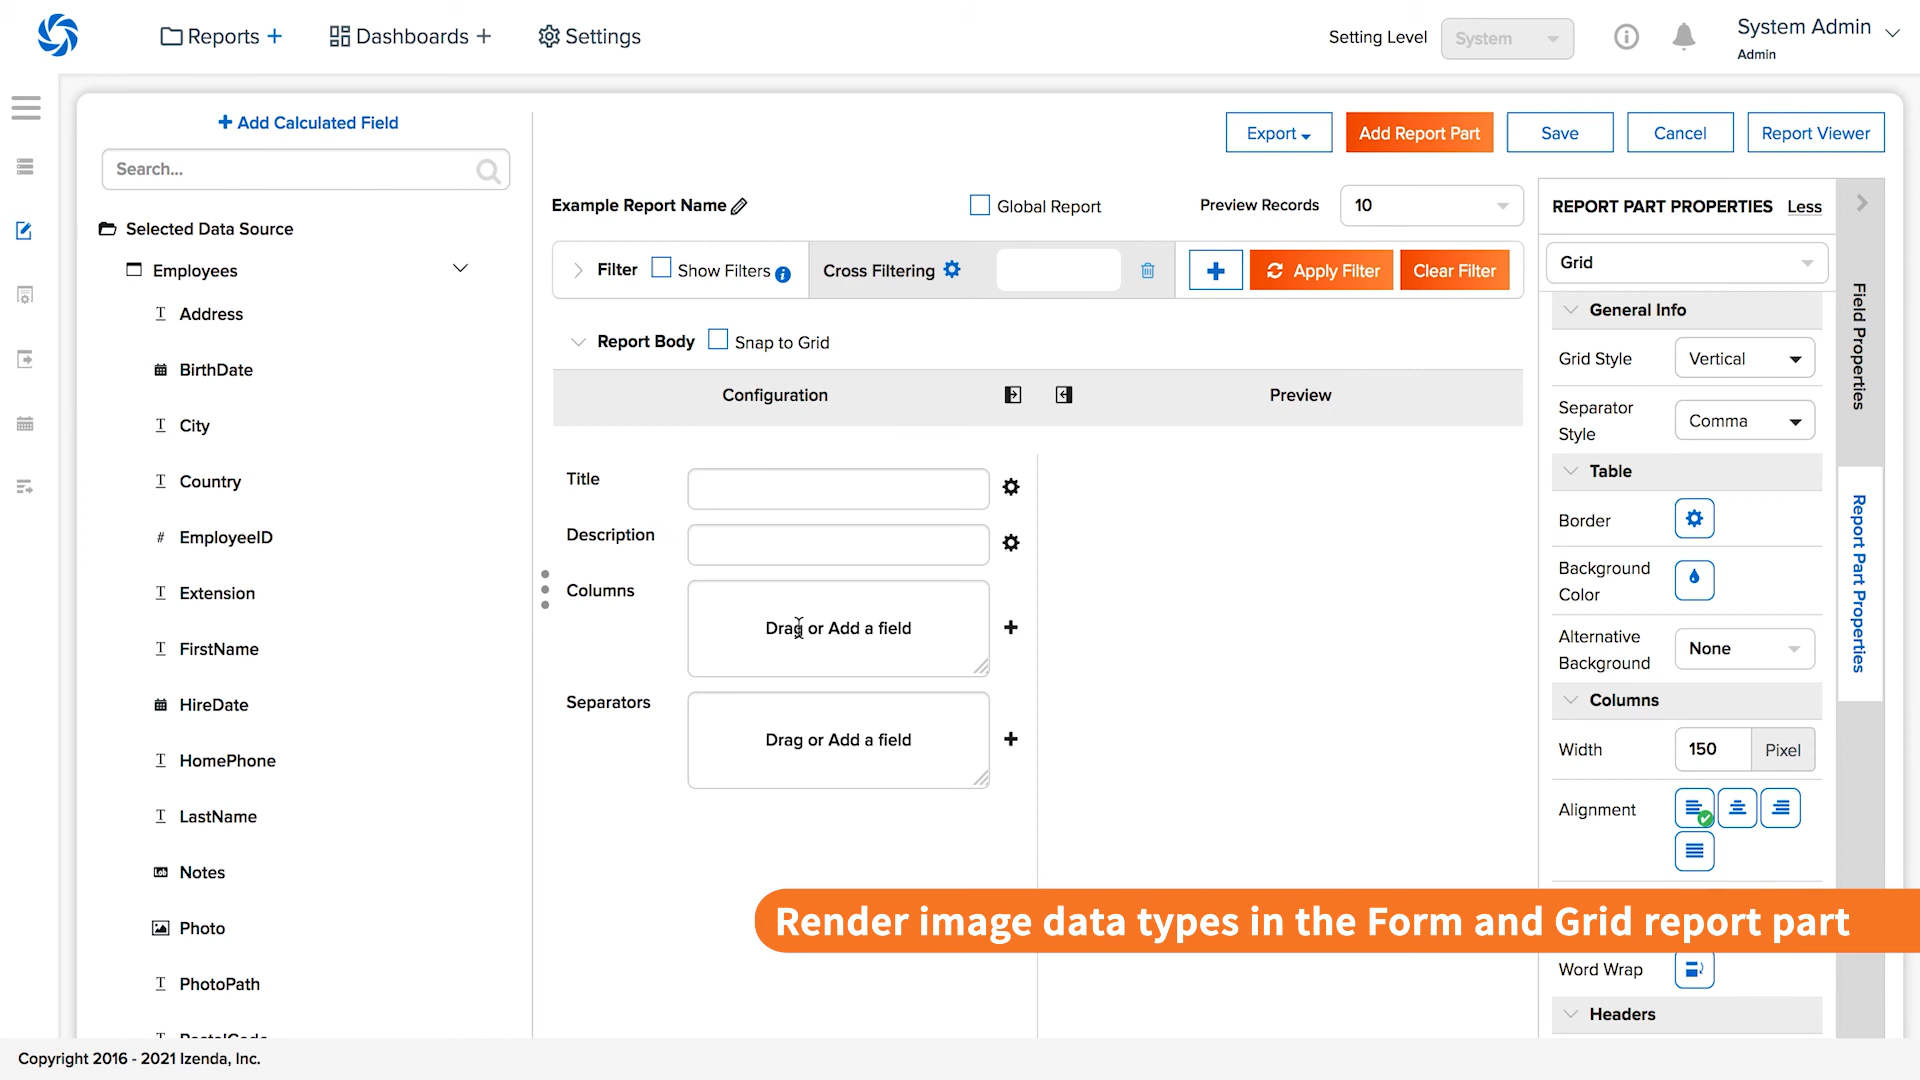 Reports +
Dashboards +
Settings
Setting Level
System
System Admin
Admin
+ Add Calculated Field
Search...
Selected Data Source
Employees
Address
BirthDate
City
Country
# EmployeeID
Extension
FirstName
HireDate
HomePhone
LastName
Notes
Photo
PhotoPath
PostalCode
Export
Add Report Part
Save
Cancel
Report Viewer
Example Report Name
Global Report
Preview Records
10
Filter
Show Filters
Cross Filtering
Apply Filter
Clear Filter
Report Body
Snap to Grid
Configuration
Preview
Title
Description
Columns
Drag or Add a field
Separators
Drag or Add a field
REPORT PART PROPERTIES
Less
Grid
General Info
Grid Style
Vertical
Separator
Style
Comma
Table
Border
Background
Color
Alternative
Background
None
Columns
Width
150
Pixel
Alignment
Word Wrap
Headers
Field Properties
Report Part Properties
Render image data types in the Form and Grid report part
Copyright 2016 - 2021 Izenda, Inc.